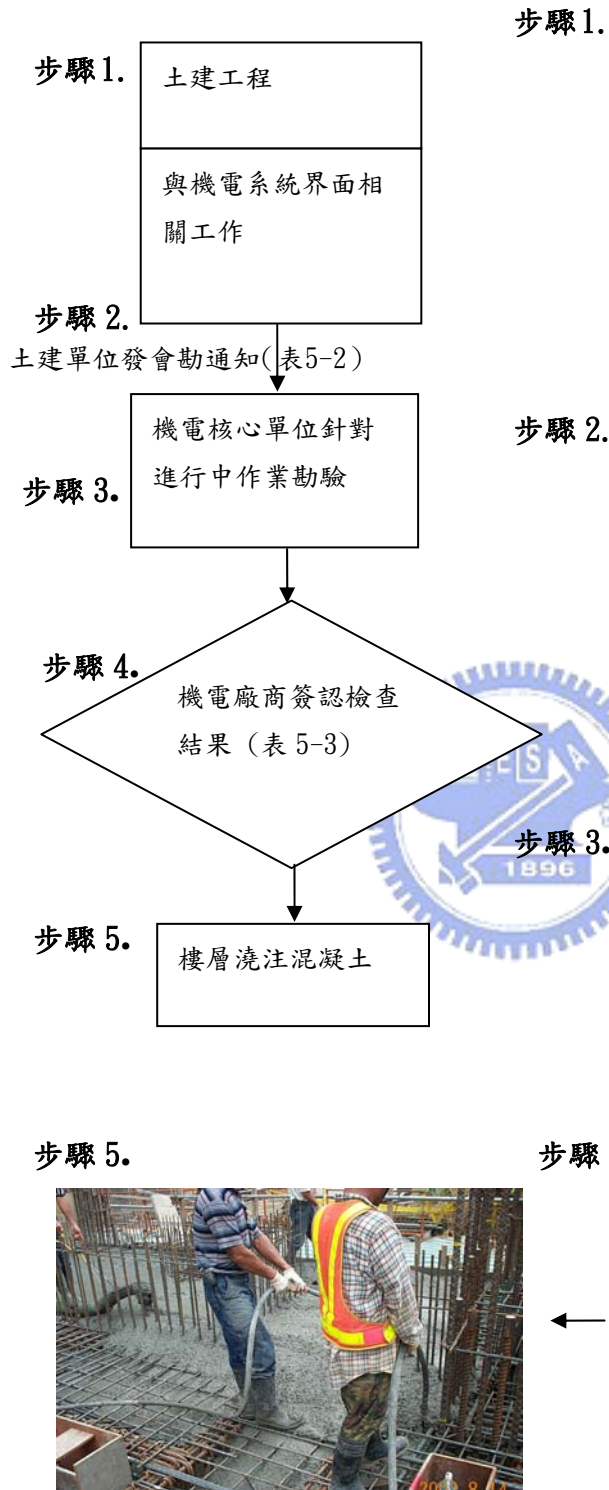 步驟1.
步驟1.
土建工程
與機電系統界面相
關工作
步驟 2.
土建單位發會勘通知(表5-2)
機電核心單位針對
進行中作業勘驗
步驟 2.
步驟 3.
步驟 4.
機電廠商簽認檢查
結果（表 5-3）
E S
A
步驟 3.
1896
步驟 5.
樓層澆注混凝土
步驟 5.
步驟